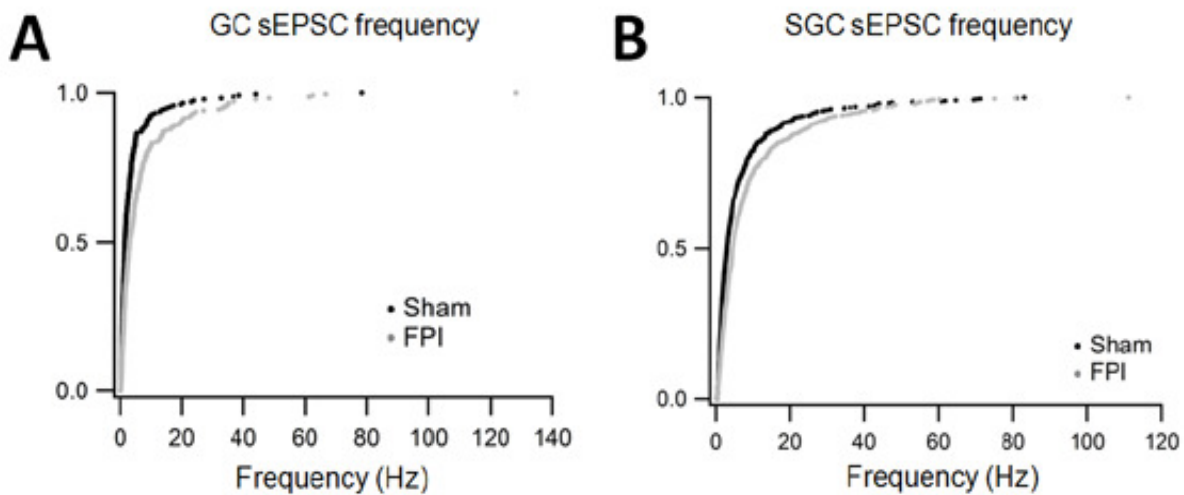 A
GC sEPSC frequency
1.0
0.5
0.0
Sham
FPI
0 20 40 60 80 100 120 140
Frequency (Hz)
B
SGC sEPSC frequency
1.0
0.5
0.0
Sham
FPI
0 20 40 60 80 100 120
Frequency (Hz)